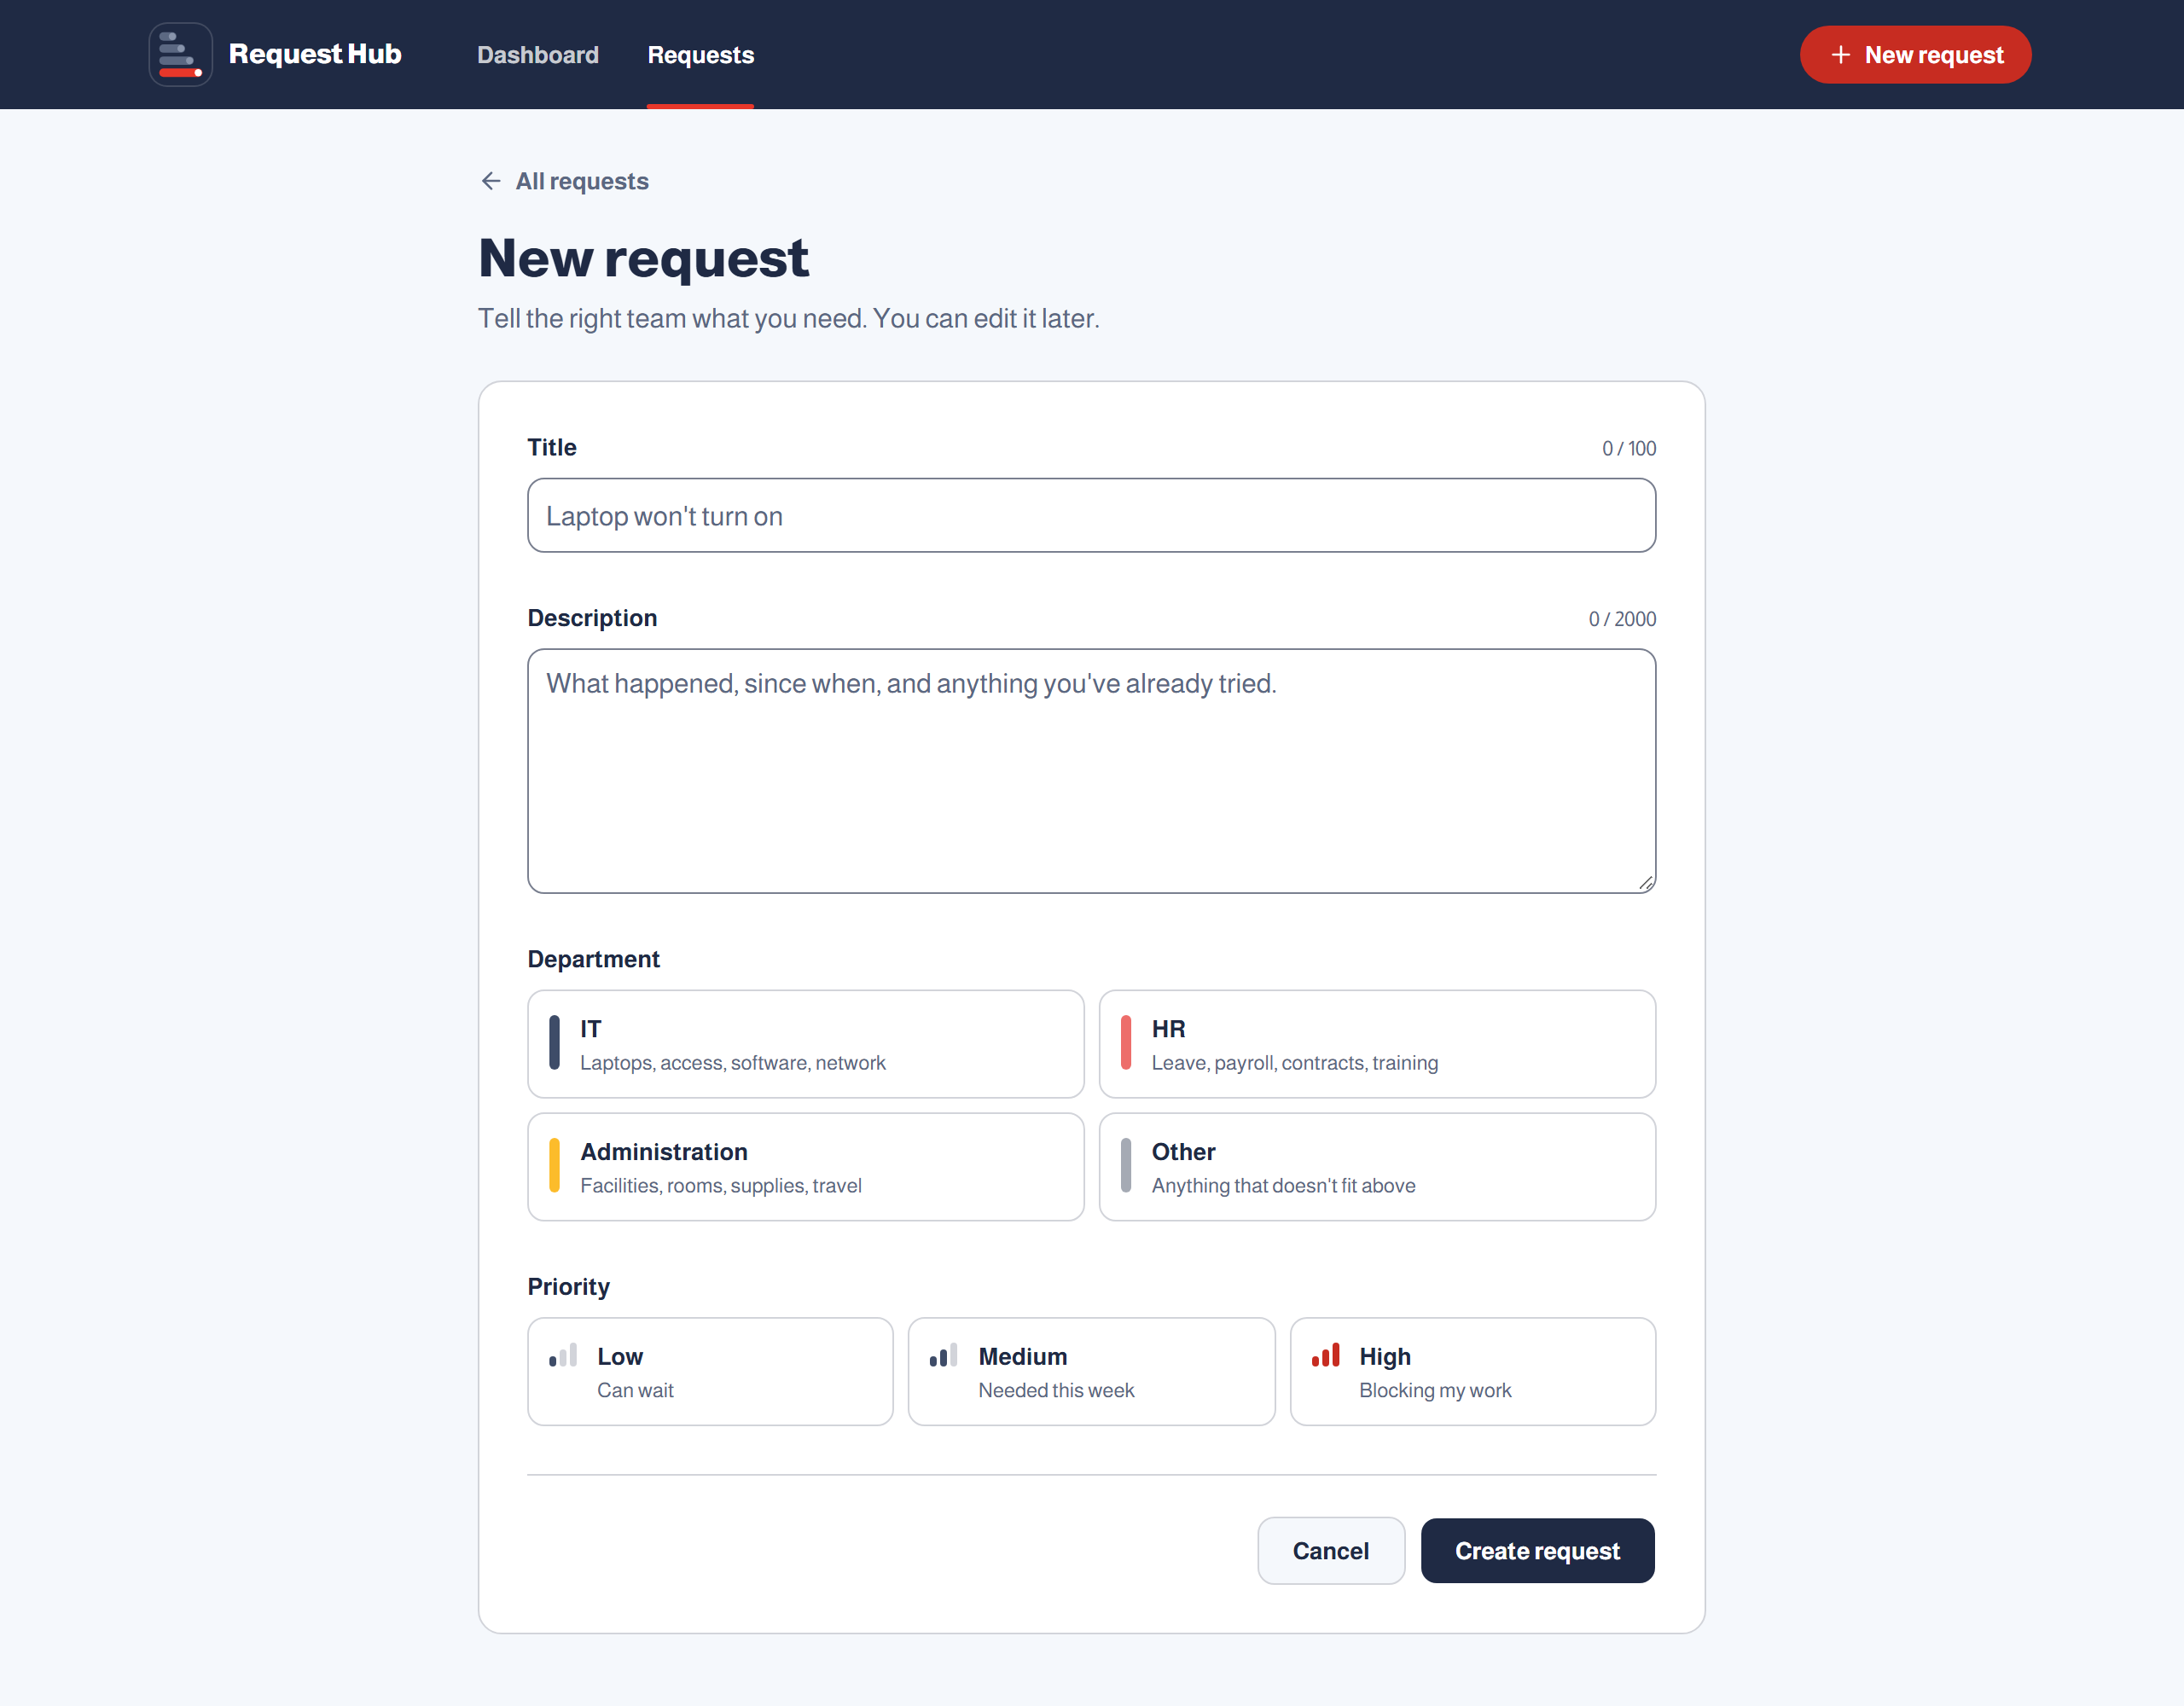 Request Hub
Dashboard
Requests
New request
All requests
New request
Tell the right team what you need. You can edit it later.
Title
0 / 100
Laptop won't turn on
Description
0 / 2000
What happened, since when, and anything you've already tried.
Department
IT
Laptops, access, software, network
HR
Leave, payroll, contracts, training
Administration
Facilities, rooms, supplies, travel
Other
Anything that doesn't fit above
Priority
Low
Can wait
Medium
Needed this week
High
Blocking my work
Cancel
Create request